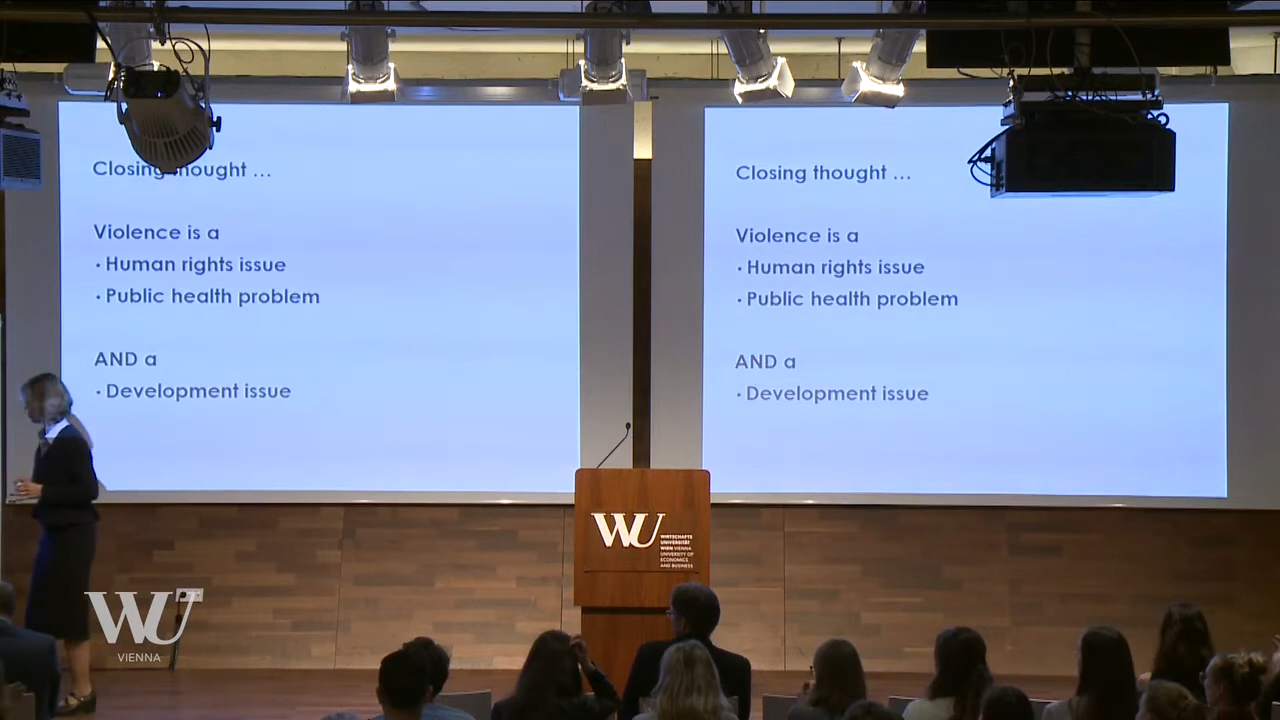 Closing thought …
Violence is a
· Human rights issue
· Public health problem
AND a
· Development issue
Closing thought …
Violence is a
· Human rights issue
· Public health problem
AND a
· Development issue
WU
WIRTSCHAFTS
UNIVERSITÄT
WIEN VIENNA
UNIVERSITY OF
ECONOMICS
AND BUSINESS
WU
VIENNA